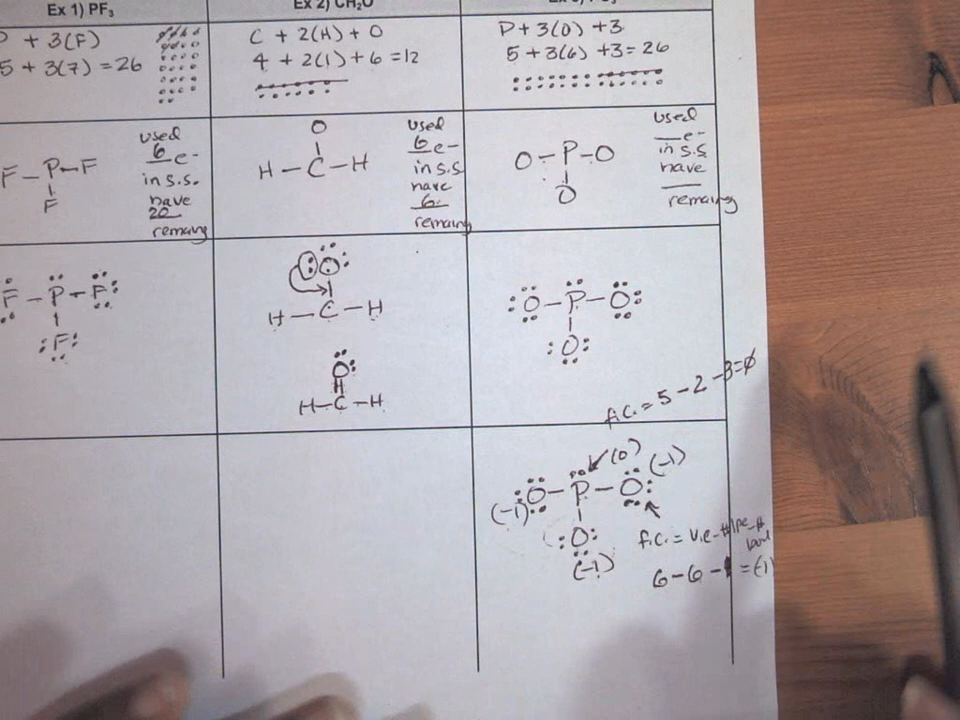 Ex 1) PF₃
Ex 2) CH₂O
P + 3(F)
5 + 3(7) = 26
C + 2(H) + O
4 + 2(1) + 6 = 12
P + 3(O) + 3
5 + 3(6) + 3 = 26
F – P – F
F
used
6 e-
in s.s.
have
20
remaing
O
H – C – H
used
6 e-
in s.s
have
6
remaing
O – P – O
O
used
e-
in s.s
have
remaing
F – P – F
F
O
H – C – H
O
H – C – H
O – P – O
O
f.c. = 5 – 2 – 3 = 0
(0)
(-1)
O – P – O
(-1)
O
(-1)
f.c. = v.e – # lpe – # bond
6 – 6 – 1 = (-1)